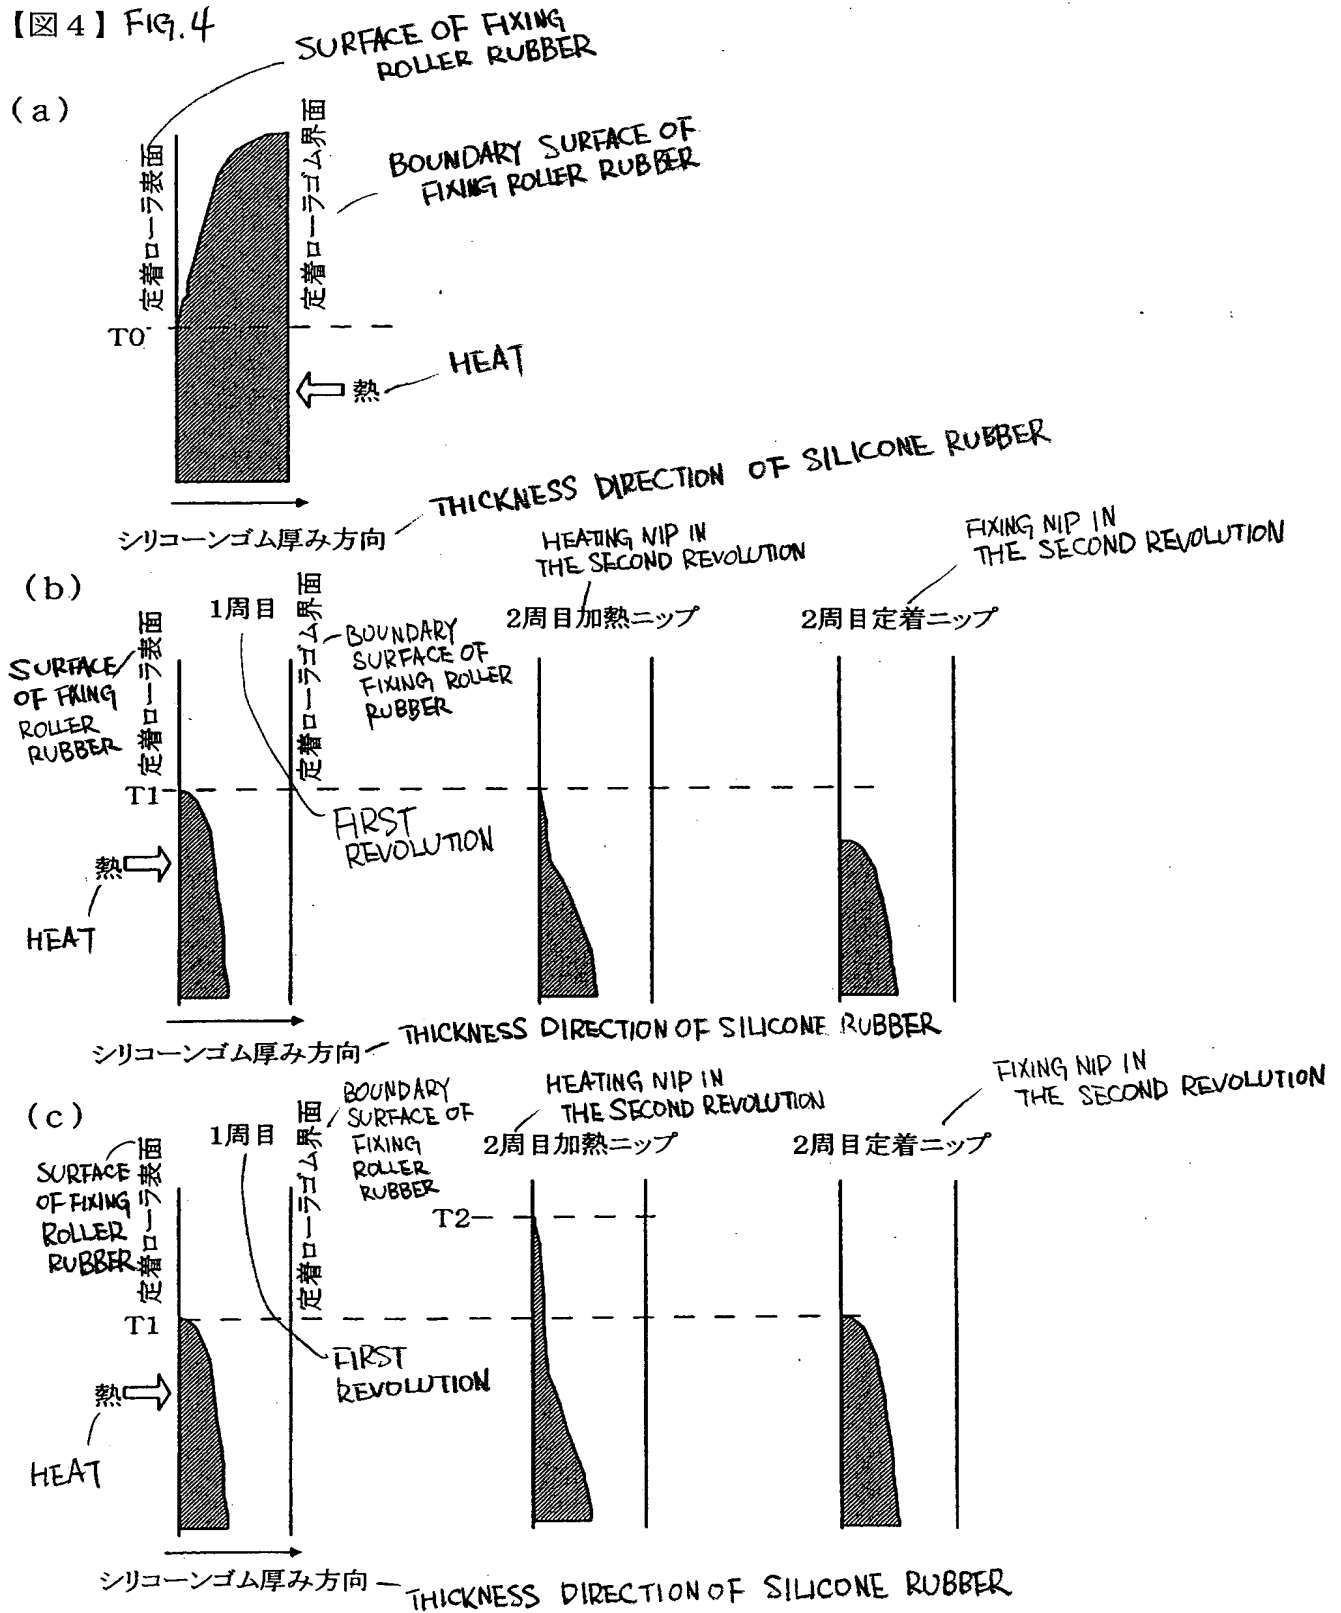 【図４】 FIG. 4
SURFACE OF FIXING
ROLLER RUBBER
(a)
定着ローラ表面
定着ローラゴム界面
BOUNDARY SURFACE OF
FIXING ROLLER RUBBER
T0
熱
HEAT
シリコーンゴム厚み方向
THICKNESS DIRECTION OF SILICONE RUBBER
(b)
定着ローラ表面
SURFACE
OF FIXING
ROLLER
RUBBER
1周目
定着ローラゴム界面
BOUNDARY
SURFACE OF
FIXING ROLLER
RUBBER
HEATING NIP IN
THE SECOND REVOLUTION
2周目加熱ニップ
FIXING NIP IN
THE SECOND REVOLUTION
2周目定着ニップ
T1
FIRST
REVOLUTION
熱
HEAT
シリコーンゴム厚み方向
THICKNESS DIRECTION OF SILICONE RUBBER
(c)
定着ローラ表面
SURFACE
OF FIXING
ROLLER
RUBBER
1周目
定着ローラゴム界面
BOUNDARY
SURFACE OF
FIXING
ROLLER
RUBBER
HEATING NIP IN
THE SECOND REVOLUTION
2周目加熱ニップ
FIXING NIP IN
THE SECOND REVOLUTION
2周目定着ニップ
T2
T1
FIRST
REVOLUTION
熱
HEAT
シリコーンゴム厚み方向
THICKNESS DIRECTION OF SILICONE RUBBER